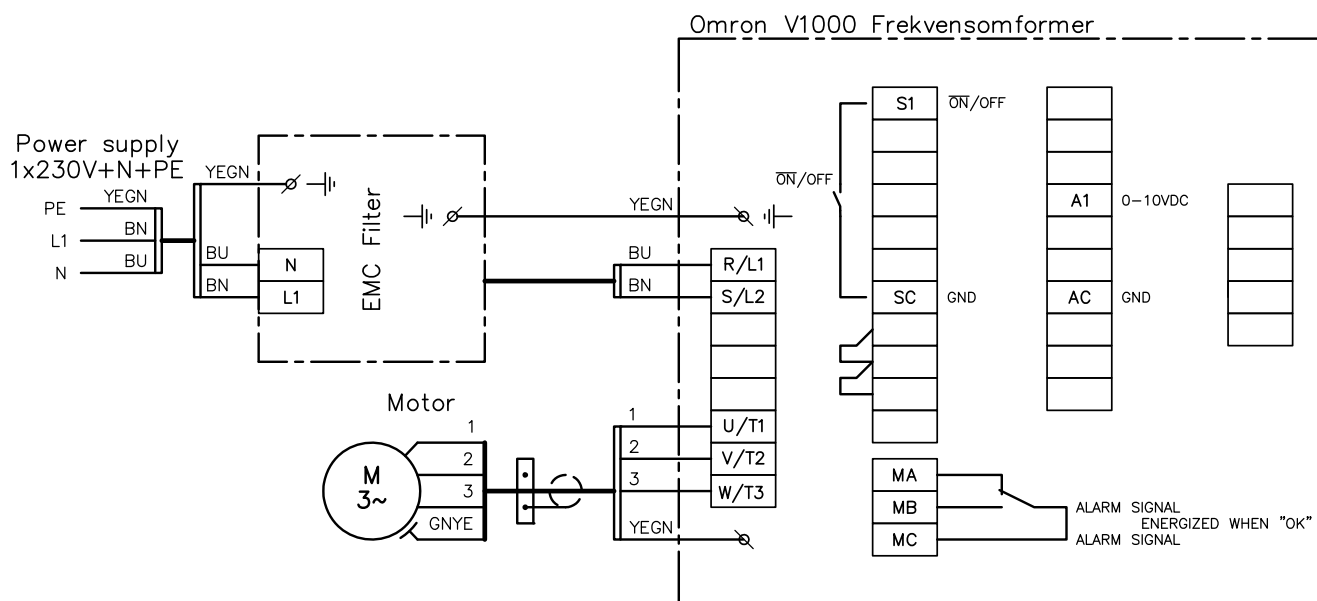 Omron V1000 Frekvensomformer
Power supply
1x230V+N+PE
YEGN
PE
BN
L1
BU
N
YEGN
BU
BN
N
L1
EMC Filter
YEGN
BU
BN
R/L1
S/L2
U/T1
V/T2
W/T3
1
2
3
YEGN
Motor
M
3~
1
2
3
GNYE
S1
ON/OFF
ON/OFF
SC
GND
A1
0-10VDC
AC
GND
MA
MB
MC
ALARM SIGNAL
ENERGIZED WHEN "OK"
ALARM SIGNAL